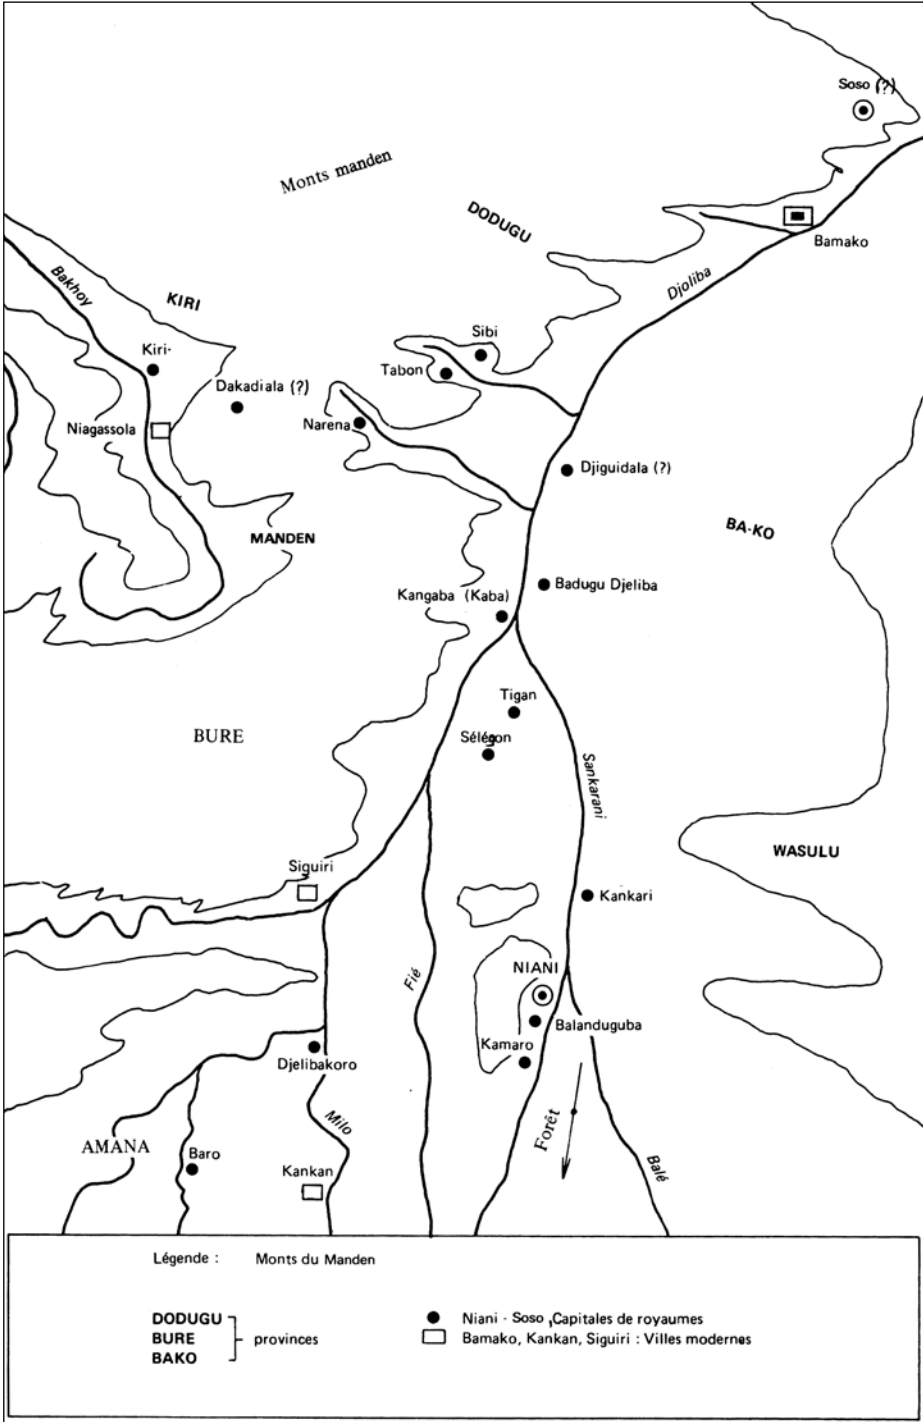 Soso (?)
Monts manden
DODUGU
Bamako
Djoliba
Bakhoy
KIRI
Sibi
Kiri-
Tabon
Dakadiala (?)
Narena
Niagassola
Djiguidala (?)
BA-KO
MANDEN
Badugu Djeliba
Kangaba (Kaba)
Tigan
BURE
Sélégon
Sankarani
WASULU
Siguiri
Kankari
NIANI
Fié
Balanduguba
Kamaro
Djelibakoro
Forêt
Milo
AMANA
Baro
Kankan
Balé
Légende : Monts du Manden
DODUGU
BURE
BAKO
provinces
Niani - Soso ,Capitales de royaumes
Bamako, Kankan, Siguiri : Villes modernes